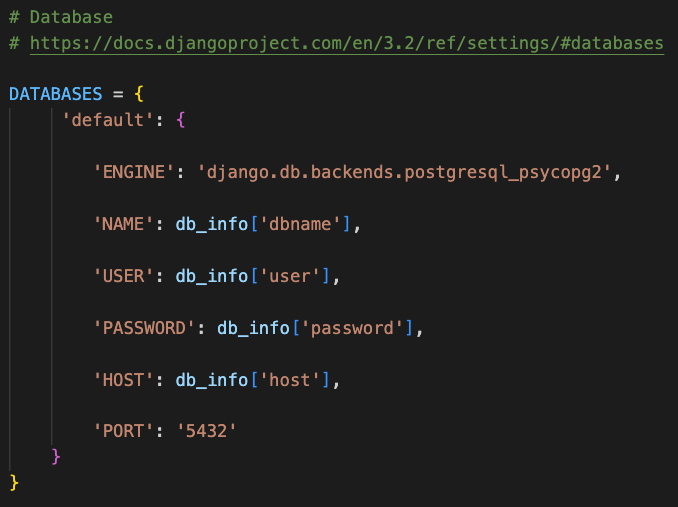 # Database
# https://docs.djangoproject.com/en/3.2/ref/settings/#databases
DATABASES = {
'default': {
'ENGINE': 'django.db.backends.postgresql_psycopg2',
'NAME': db_info['dbname'],
'USER': db_info['user'],
'PASSWORD': db_info['password'],
'HOST': db_info['host'],
'PORT': '5432'
}
}